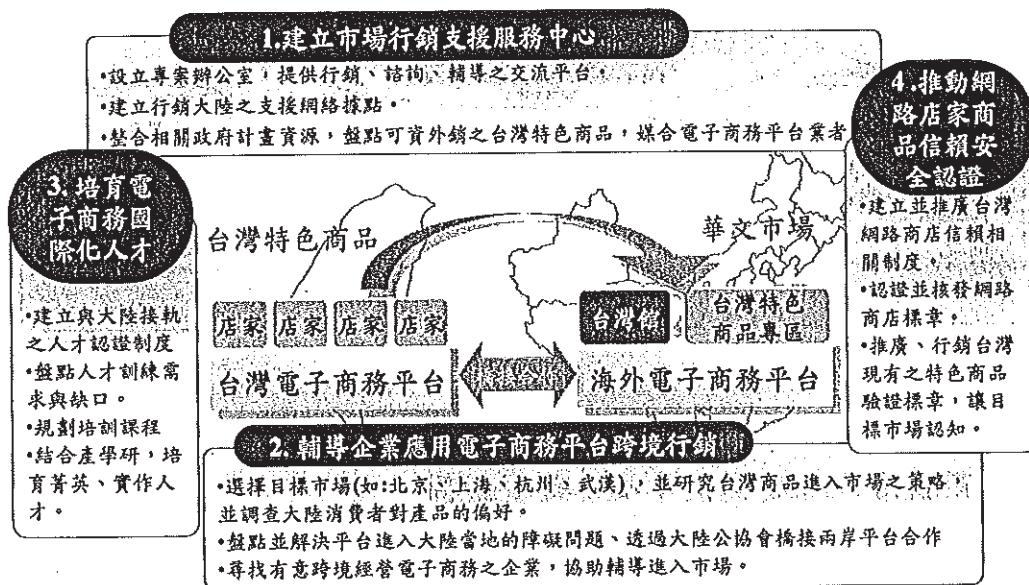 1.建立市場行銷支援服務中心
•設立專案辦公室，提供行銷、諮詢、輔導之交流平台。
•建立行銷大陸之支援網絡據點。
•整合相關政府計畫資源，盤點可資外銷之台灣特色商品，媒合電子商務平台業者
3.培育電
子商務國
際化人才
•建立與大陸接軌
之人才認證制度
•盤點人才訓練需
求與缺口。
•規劃培訓課程
•結合產學研，培
育菁英、實作人
才。
台灣特色商品
華文市場
店家 店家 店家 店家
台灣電子商務平台
台灣館
台灣特色
商品專區
海外電子商務平台
4.推動網
路店家商
品信賴安
全認證
•建立並推廣台灣
網路商店信賴相
關制度。
•認證並核發網路
商店標章。
•推廣、行銷台灣
現有之特色商品
驗證標章，讓目
標市場認知。
2.輔導企業應用電子商務平台跨境行銷
•選擇目標市場(如:北京、上海、杭州、武漢)，並研究台灣商品進入市場之策略，
並調查大陸消費者對產品的偏好。
•盤點並解決平台進入大陸當地的障礙問題、透過大陸公協會橋接兩岸平台合作
•尋找有意跨境經營電子商務之企業，協助輔導進入市場。